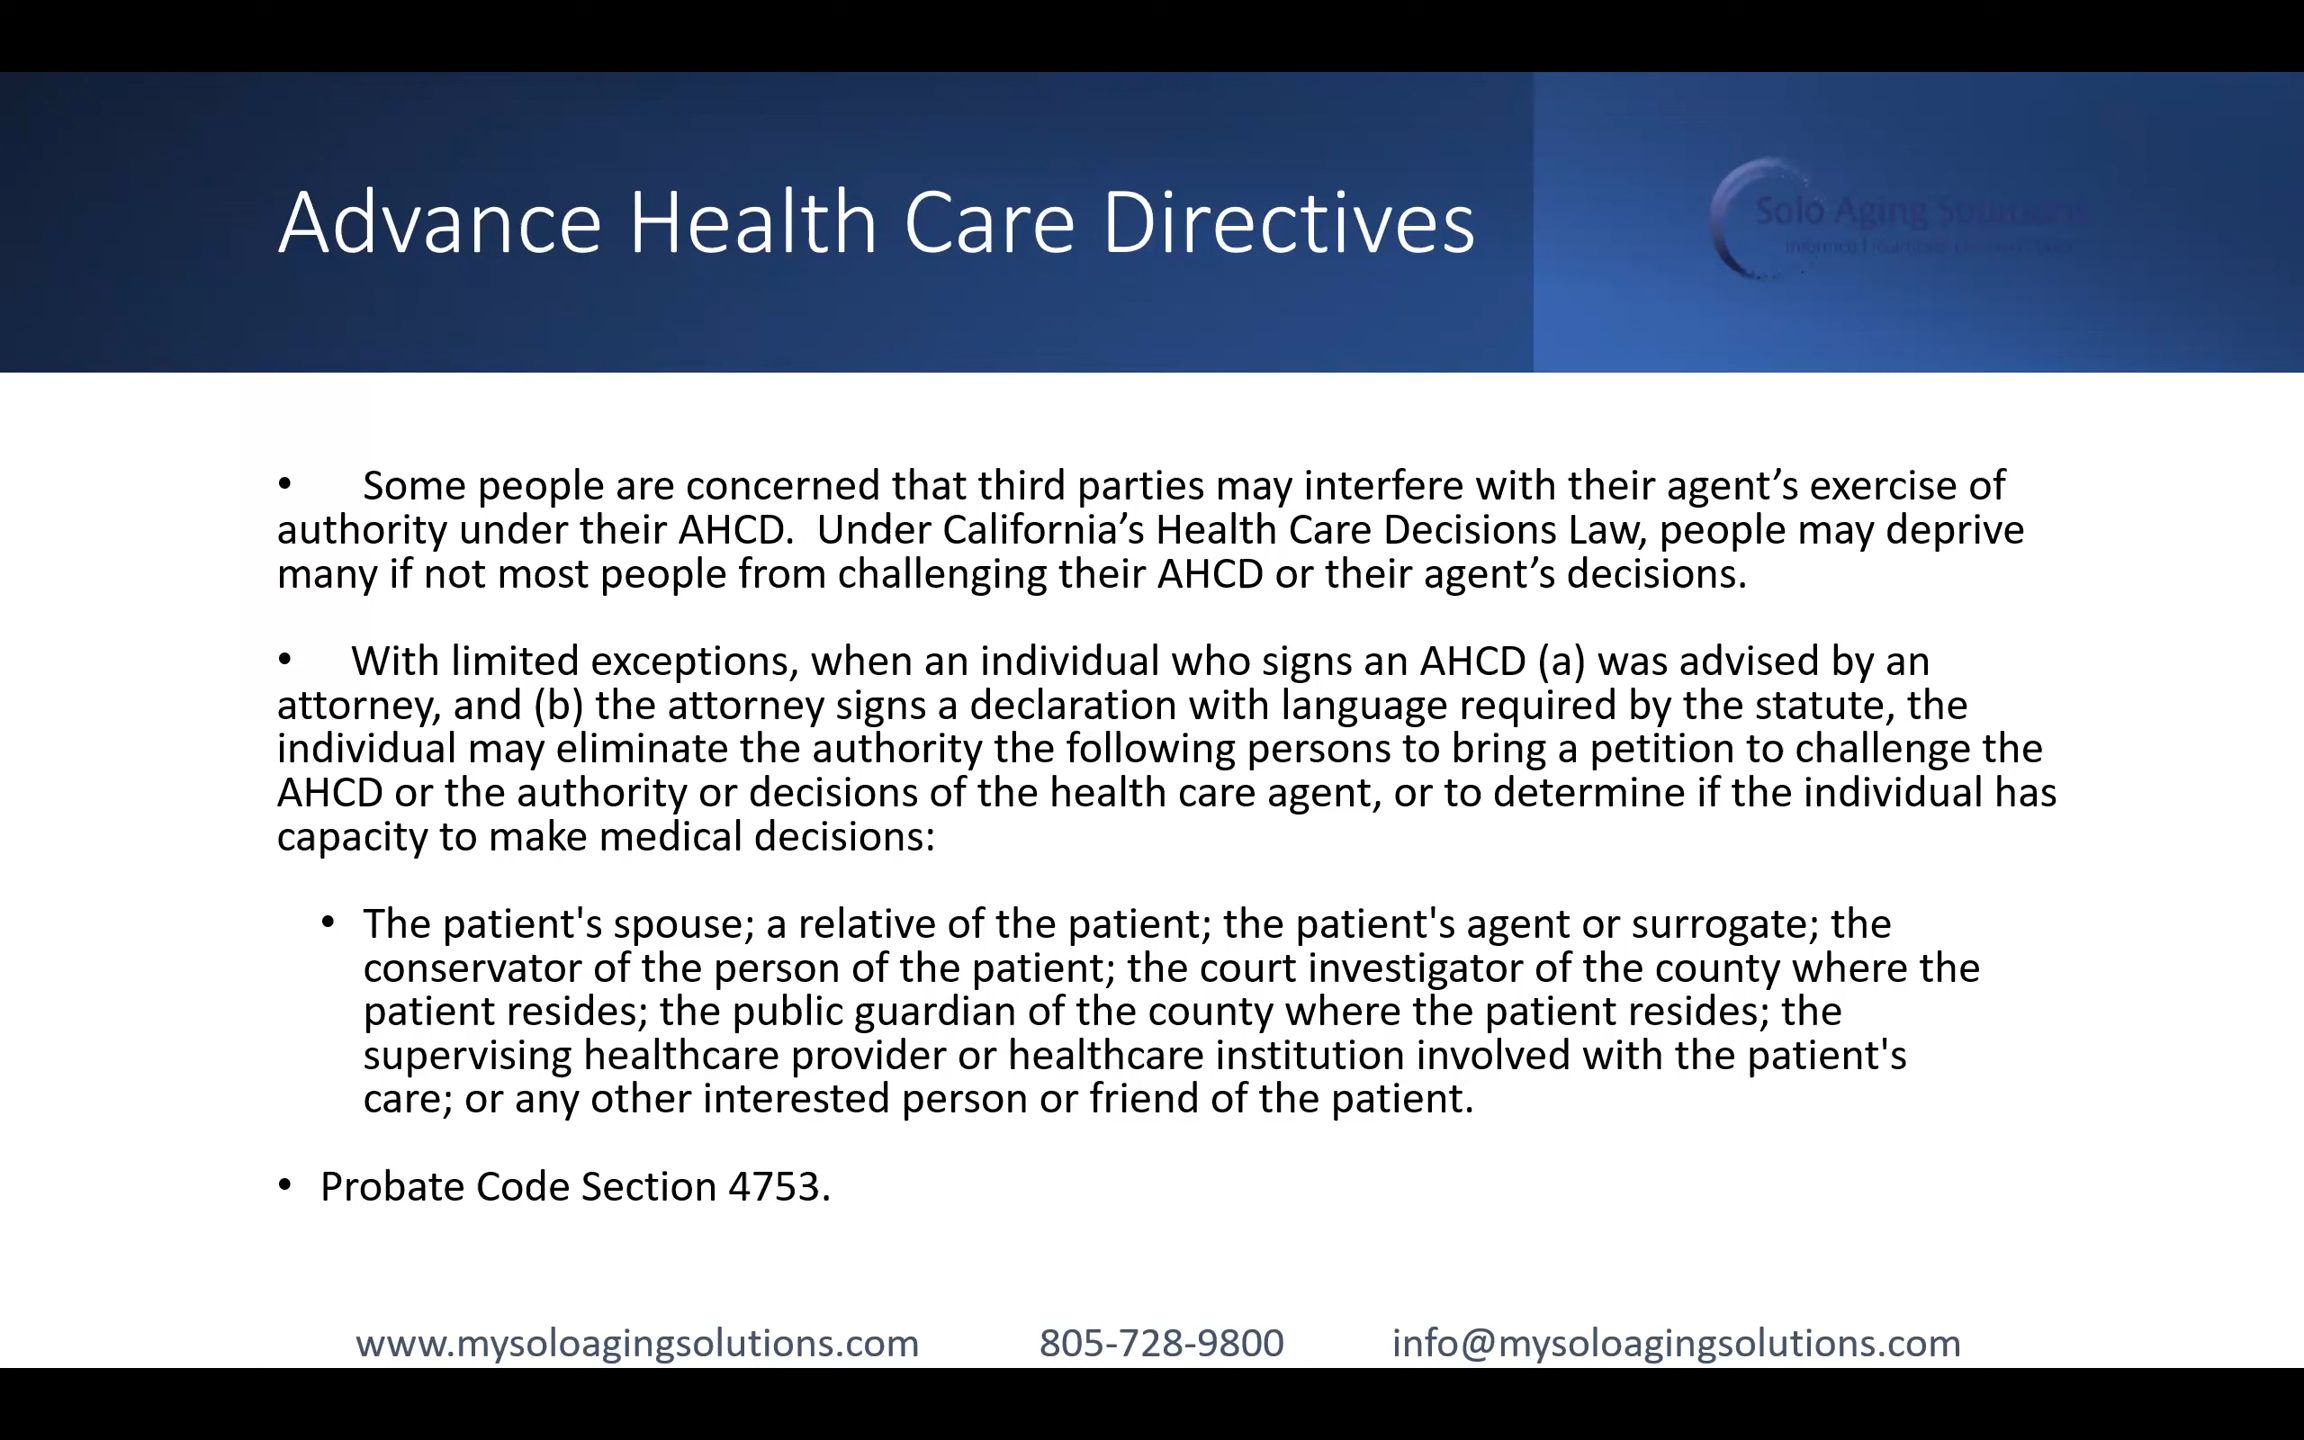 Advance Health Care Directives
Solo Aging Solutions
• Some people are concerned that third parties may interfere with their agent’s exercise of
authority under their AHCD.  Under California’s Health Care Decisions Law, people may deprive
many if not most people from challenging their AHCD or their agent’s decisions.
• With limited exceptions, when an individual who signs an AHCD (a) was advised by an
attorney, and (b) the attorney signs a declaration with language required by the statute, the
individual may eliminate the authority the following persons to bring a petition to challenge the
AHCD or the authority or decisions of the health care agent, or to determine if the individual has
capacity to make medical decisions:
• The patient's spouse; a relative of the patient; the patient's agent or surrogate; the
conservator of the person of the patient; the court investigator of the county where the
patient resides; the public guardian of the county where the patient resides; the
supervising healthcare provider or healthcare institution involved with the patient's
care; or any other interested person or friend of the patient.
• Probate Code Section 4753.
www.mysoloagingsolutions.com 805-728-9800 info@mysoloagingsolutions.com